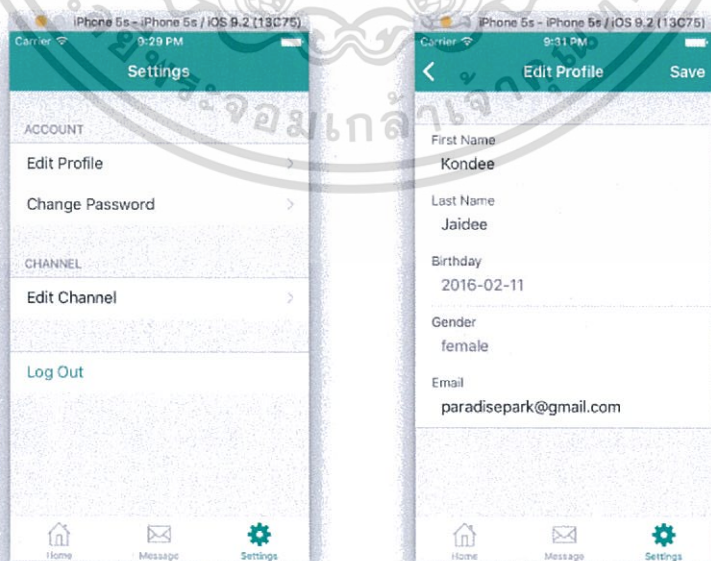 iPhone 5s - iPhone 5s / iOS 9.2 (13C75)
Carrier 9:29 PM
Settings
ACCOUNT
Edit Profile
Change Password
CHANNEL
Edit Channel
Log Out
Home Message Settings
iPhone 5s - iPhone 5s / iOS 9.2 (13C75)
Carrier 9:31 PM
Edit Profile Save
First Name
Kondee
Last Name
Jaidee
Birthday
2016-02-11
Gender
female
Email
paradisepark@gmail.com
Home Message Settings